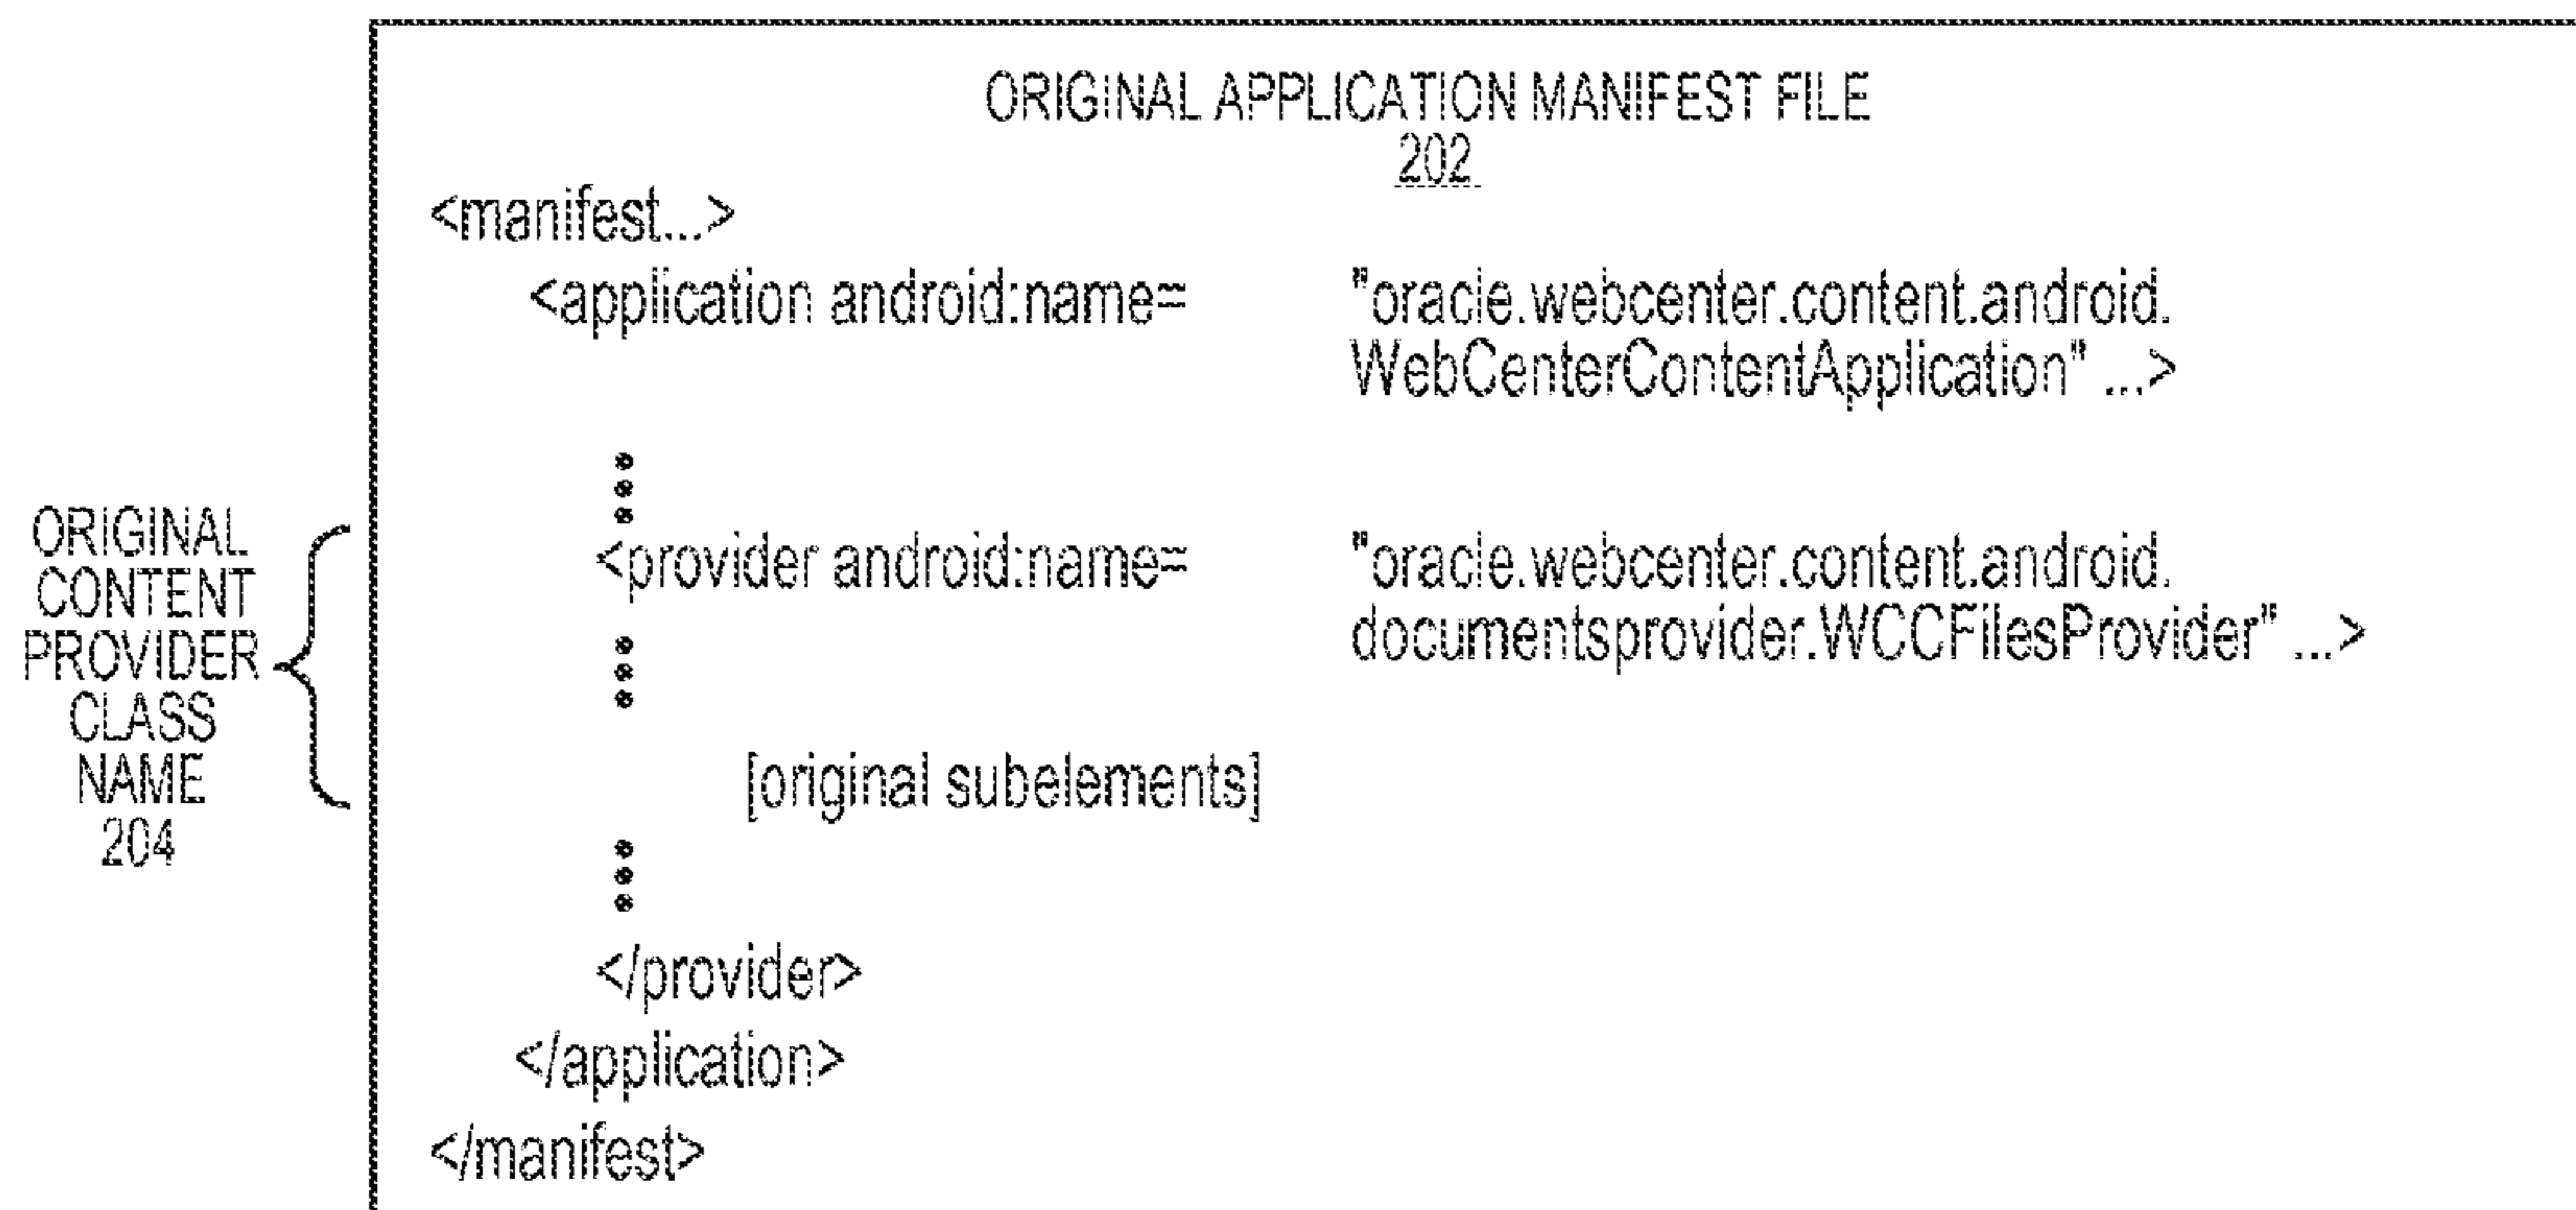 ORIGINAL APPLICATION MANIFEST FILE
202
<manifest...>
<application android:name= "oracle.webcenter.content.android.
WebCenterContentApplication" ...>
ORIGINAL
CONTENT
PROVIDER
CLASS
NAME
204
<provider android:name= "oracle.webcenter.content.android.
documentsprovider.WCCFilesProvider" ...>
[original subelements]
</provider>
</application>
</manifest>